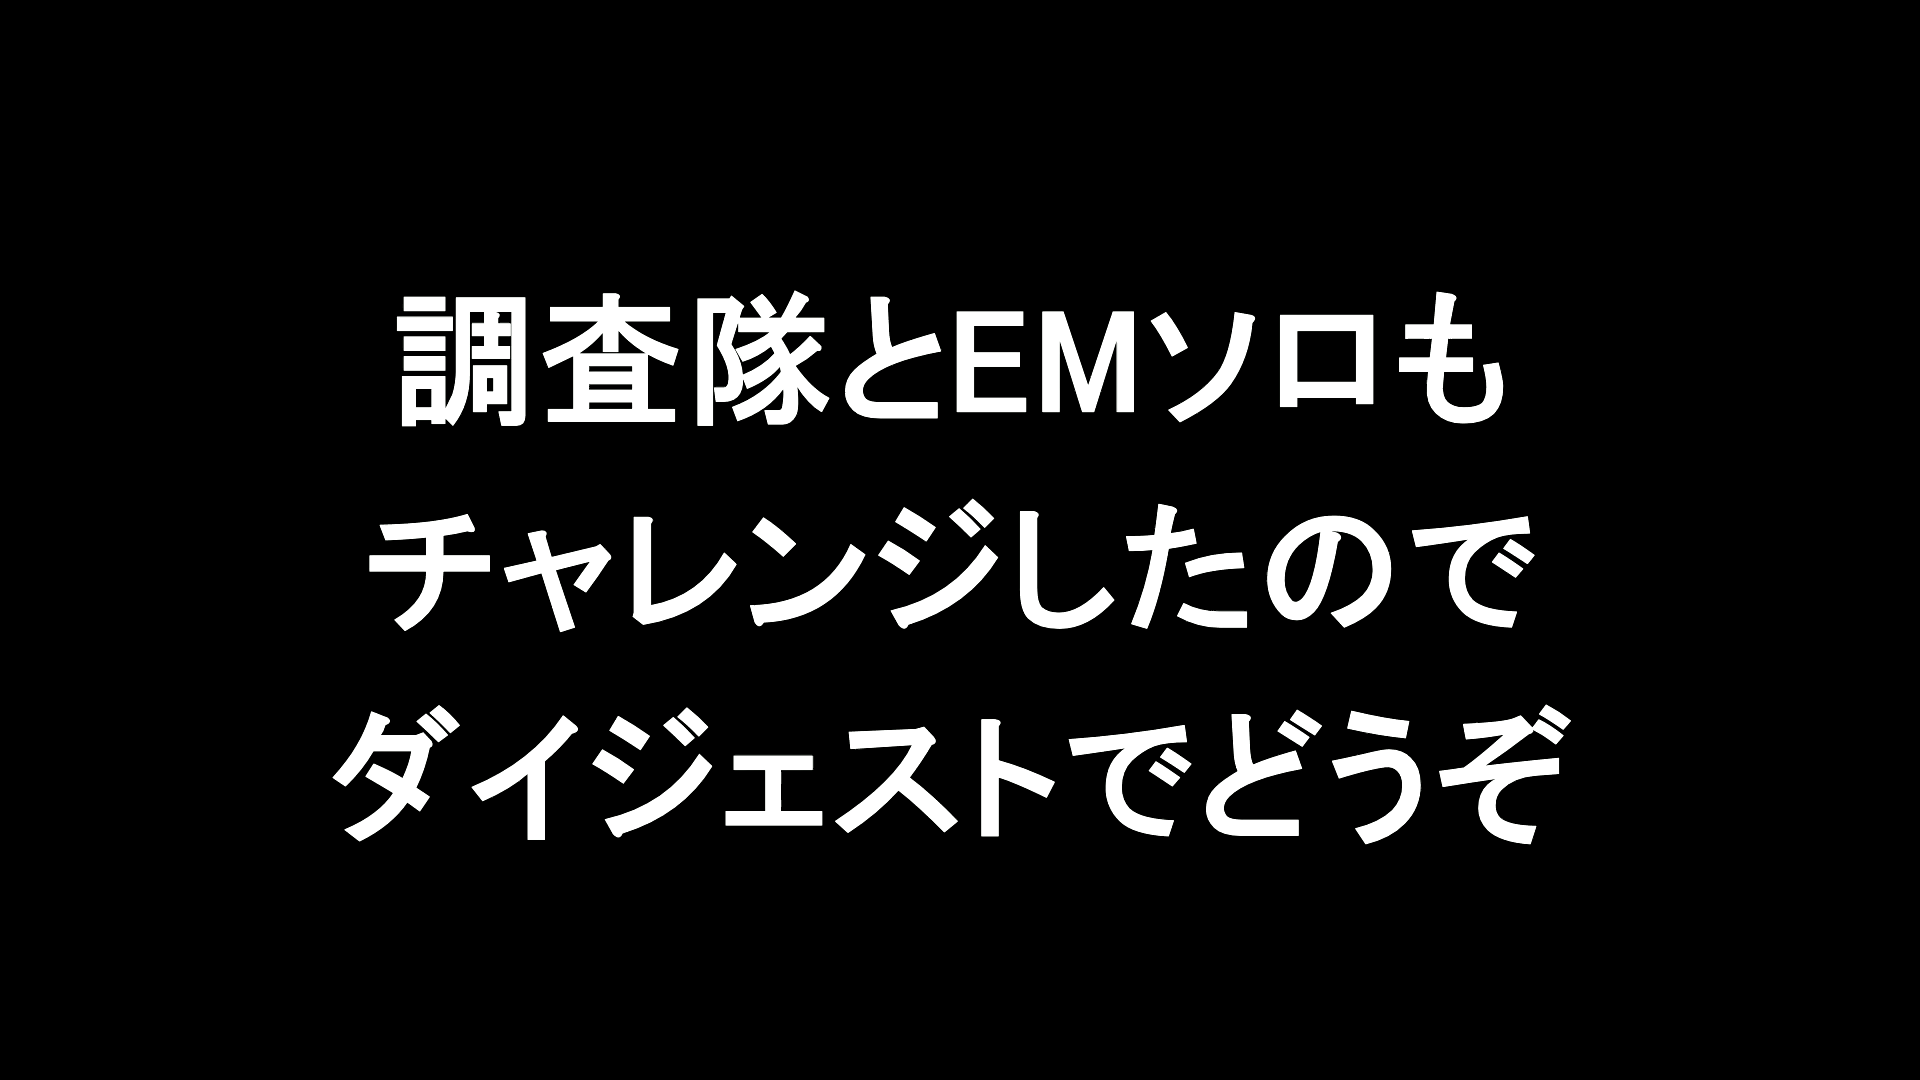 調査隊とEMソロも
チャレンジしたので
ダイジェストでどうぞ